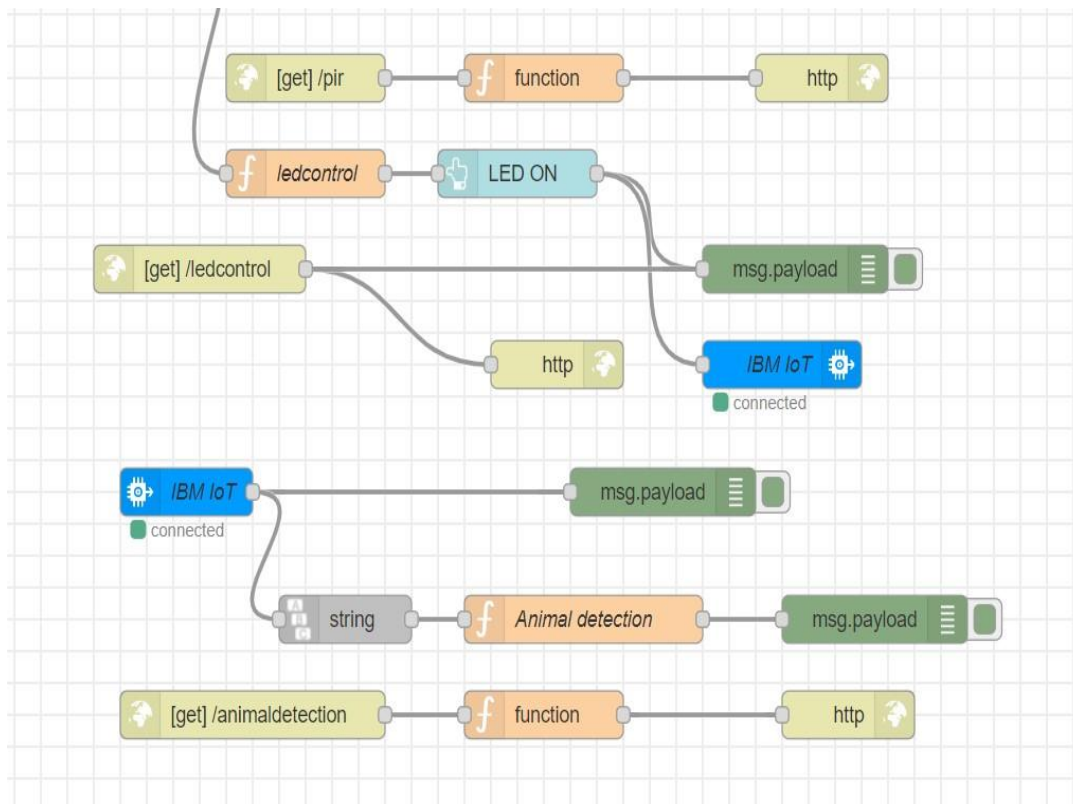 [get] /pir
function
http
ledcontrol
LED ON
[get] /ledcontrol
msg.payload
http
IBM IoT
connected
IBM IoT
msg.payload
connected
string
Animal detection
msg.payload
[get] /animaldetection
function
http